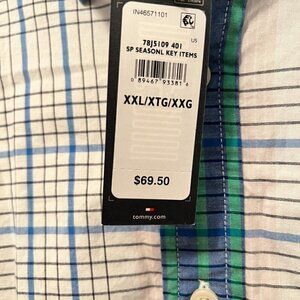 IN46571101
US
78J5109 401
SP SEASONL KEY ITEMS
0 89467 93381 6
XXL/XTG/XXG
$69.50
tommy.com